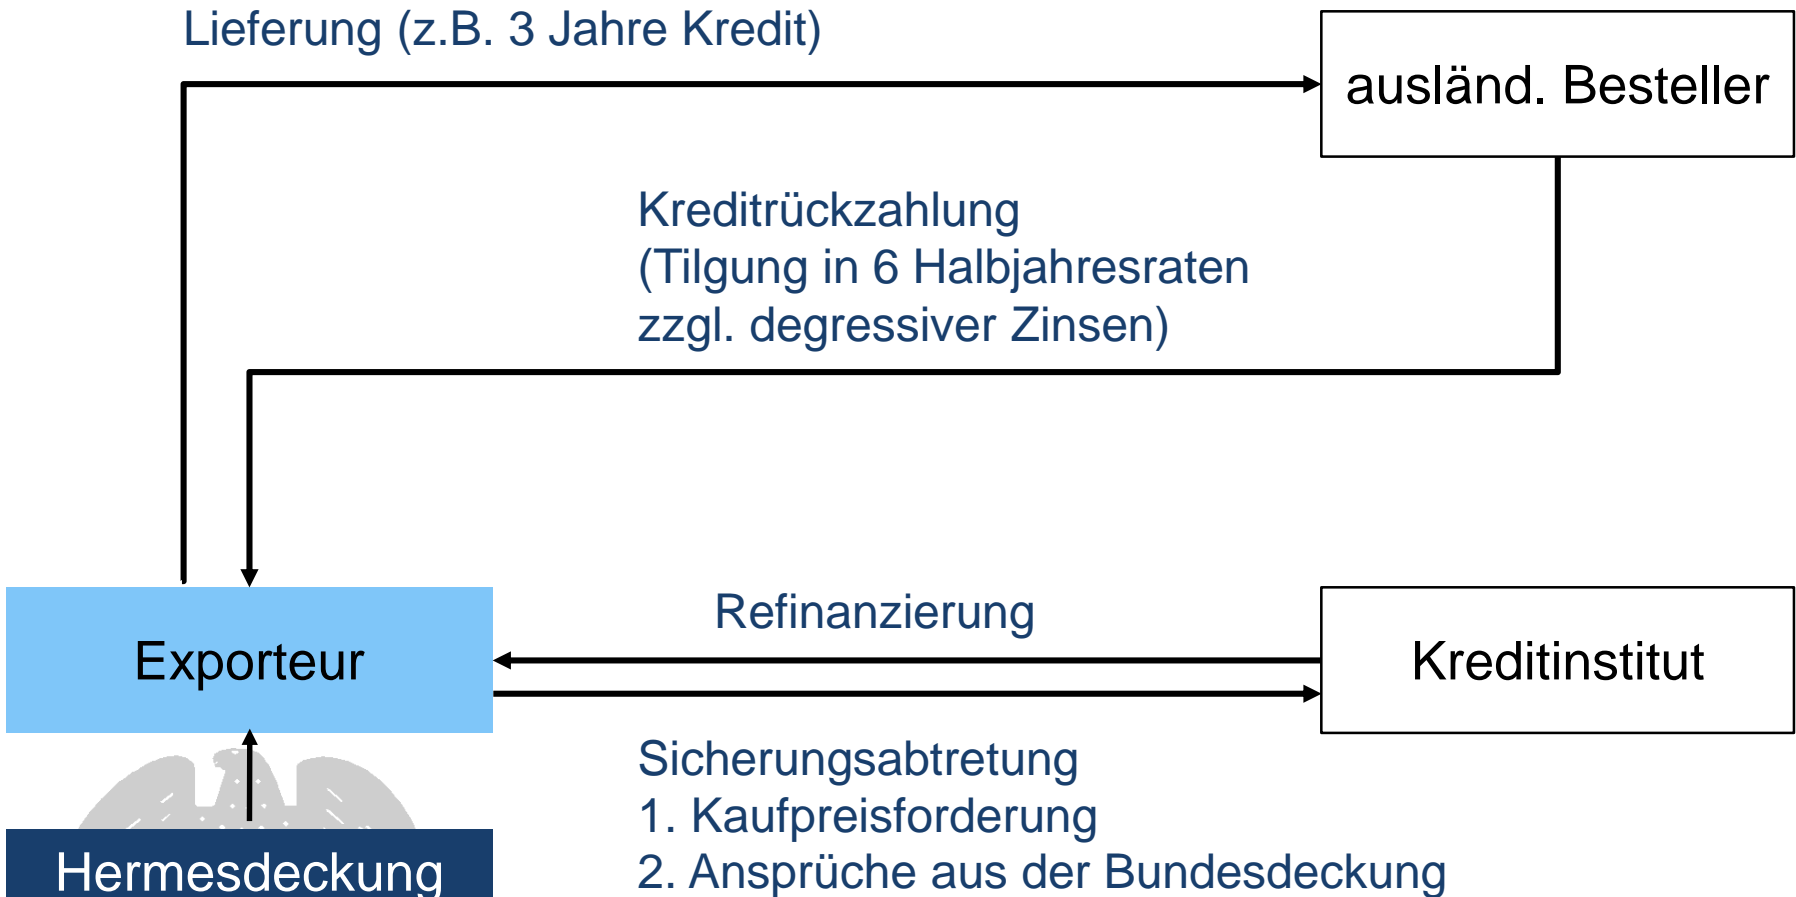 Lieferung (z.B. 3 Jahre Kredit)
ausländ. Besteller
Kreditrückzahlung
(Tilgung in 6 Halbjahresraten
zzgl. degressiver Zinsen)
Refinanzierung
Exporteur
Kreditinstitut
Sicherungsabtretung
1. Kaufpreisforderung
2. Ansprüche aus der Bundesdeckung
Hermesdeckung